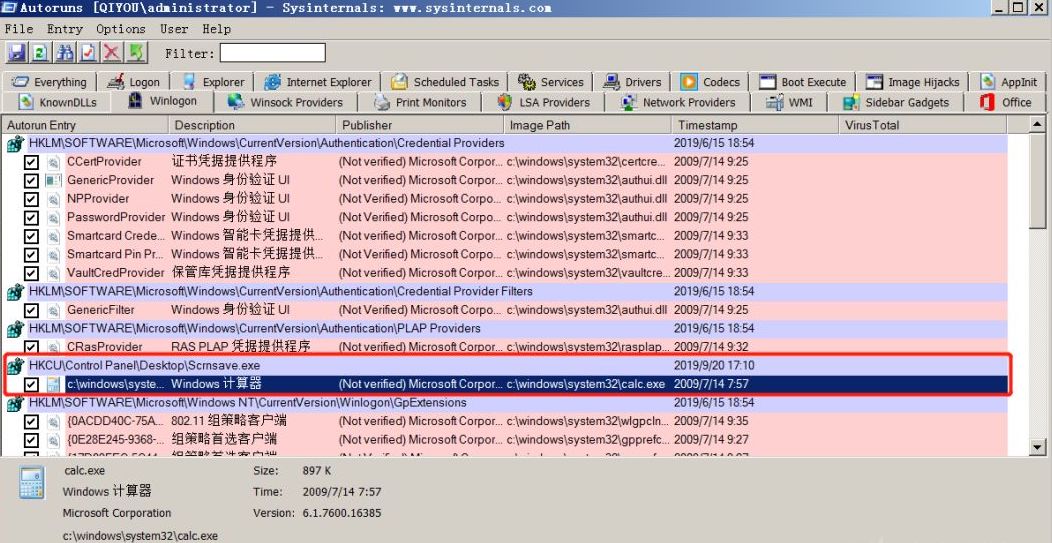 Autoruns [QIYOU\administrator] - Sysinternals: www.sysinternals.com
File Entry Options User Help
Filter:
Everything Logon Explorer Internet Explorer Scheduled Tasks Services Drivers Codecs Boot Execute Image Hijacks AppInit
KnownDLLs Winlogon Winsock Providers Print Monitors LSA Providers Network Providers WMI Sidebar Gadgets Office
Autorun Entry Description Publisher Image Path Timestamp VirusTotal
HKLM\SOFTWARE\Microsoft\Windows\CurrentVersion\Authentication\Credential Providers 2019/6/15 18:54
CCertProvider 证书凭据提供程序 (Not verified) Microsoft Corpor... c:\windows\system32\certcre... 2009/7/14 9:25
GenericProvider Windows 身份验证 UI (Not verified) Microsoft Corpor... c:\windows\system32\authui.dll 2009/7/14 9:25
NPProvider Windows 身份验证 UI (Not Verified) Microsoft Corpo... c:\windows\system32\authui.dll 2009/7/14 9:25
PasswordProvider Windows 身份验证 UI (Not Verified) Microsoft Corpo... c:\windows\system32\authui.dll 2009/7/14 9:25
Smartcard Crede... Windows 智能卡凭据提供... (Not verified) Microsoft Corpor... c:\windows\system32\smartc... 2009/7/14 9:33
Smartcard Pin Pr... Windows 智能卡凭据提供... (Not verified) Microsoft Corpor... c:\windows\system32\smartc... 2009/7/14 9:33
VaultCredProvider 保管库凭据提供程序 (Not verified) Microsoft Corpor... c:\windows\system32\vaultcre... 2009/7/14 9:33
HKLM\SOFTWARE\Microsoft\Windows\CurrentVersion\Authentication\Credential Provider Filters 2019/6/15 18:54
GenericFilter Windows 身份验证 UI (Not verified) Microsoft Corpor... c:\windows\system32\authui.dll 2009/7/14 9:25
HKLM\SOFTWARE\Microsoft\Windows\CurrentVersion\Authentication\PLAP Providers 2019/6/15 18:54
CRasProvider RAS PLAP 凭据提供程序 (Not verified) Microsoft Corpor... c:\windows\system32\rasplap... 2009/7/14 9:32
HKCU\Control Panel\Desktop\Scrnsave.exe 2019/9/20 17:10
c:\windows\syste... Windows 计算器 (Not verified) Microsoft Corpor... c:\windows\system32\calc.exe 2009/7/14 7:57
HKLM\SOFTWARE\Microsoft\Windows NT\CurrentVersion\Winlogon\GpExtensions 2019/6/15 18:54
{0ACDD40C-75A... 802.11 组策略客户端 (Not verified) Microsoft Corpor... c:\windows\system32\wlgpcln... 2009/7/14 9:35
{0E28E245-9368-... 组策略首选客户端 (Not verified) Microsoft Corpor... c:\windows\system32\gpprefc... 2009/7/14 9:27
calc.exe Size: 897 K
Windows 计算器 Time: 2009/7/14 7:57
Microsoft Corporation Version: 6.1.7600.16385
c:\windows\system32\calc.exe